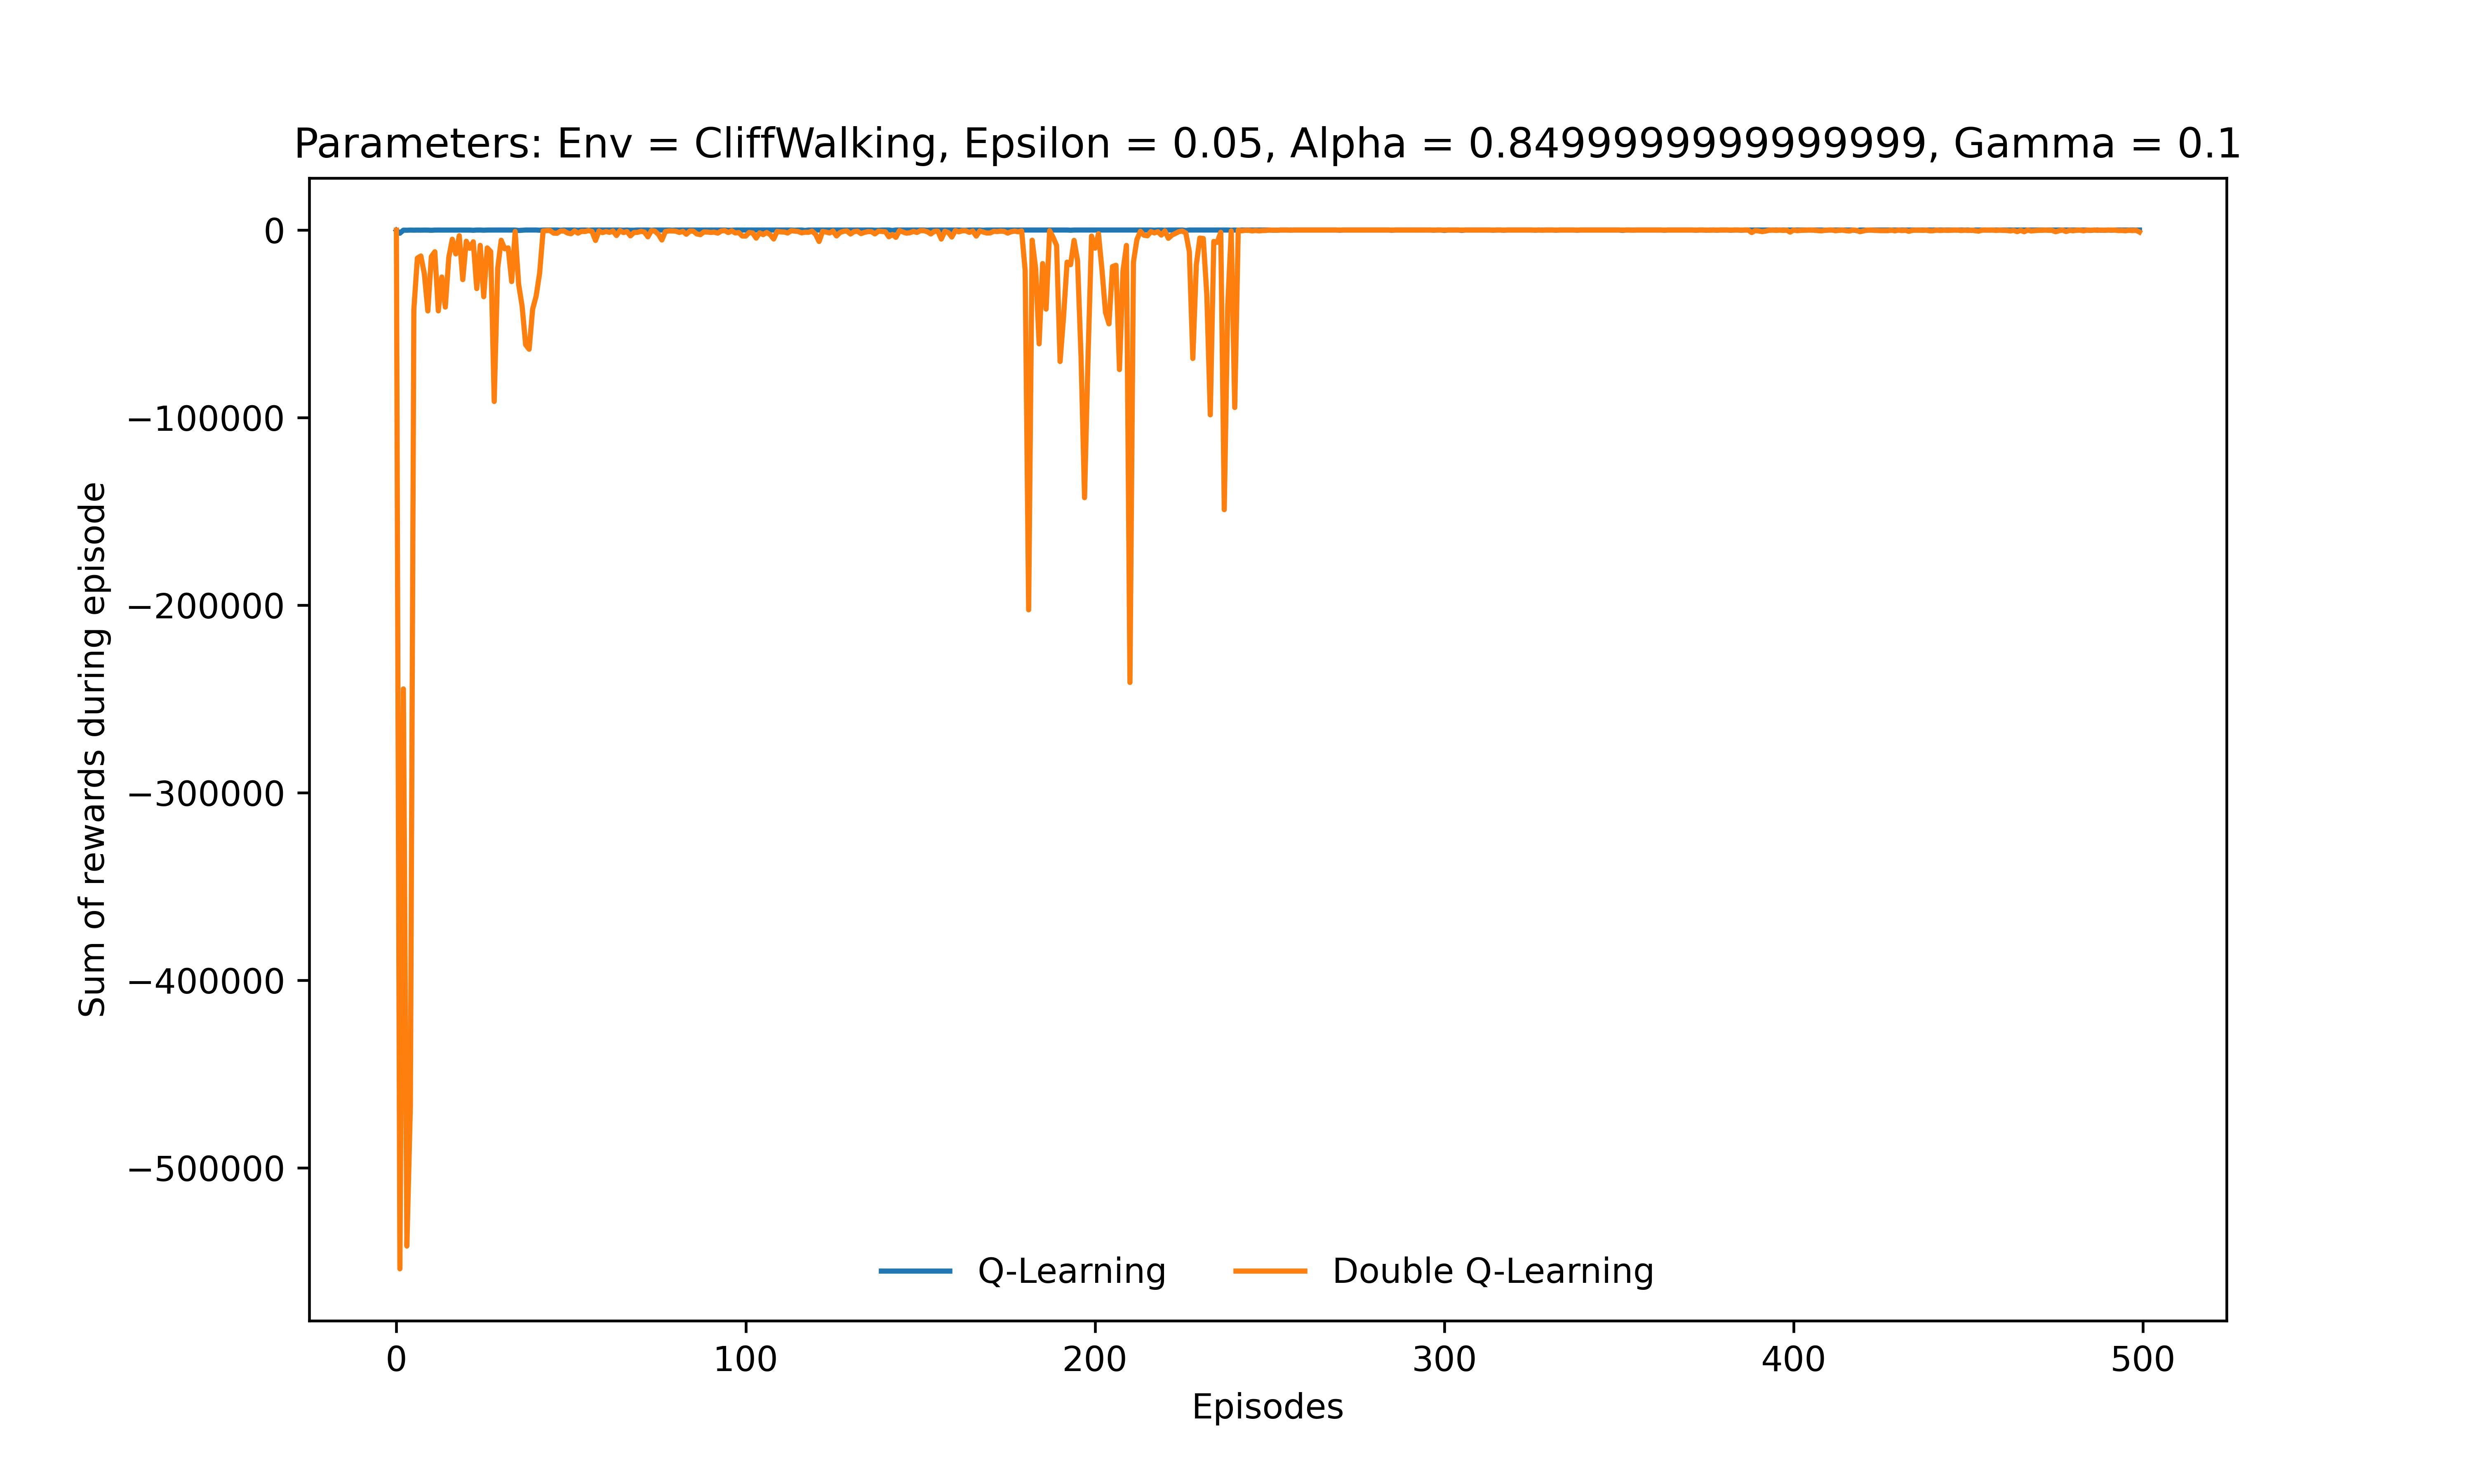 Parameters: Env = CliffWalking, Epsilon = 0.05, Alpha = 0.8499999999999999, Gamma = 0.1
0
−100000
−200000
−300000
−400000
−500000
Sum of rewards during episode
Q-Learning
Double Q-Learning
0
100
200
300
400
500
Episodes